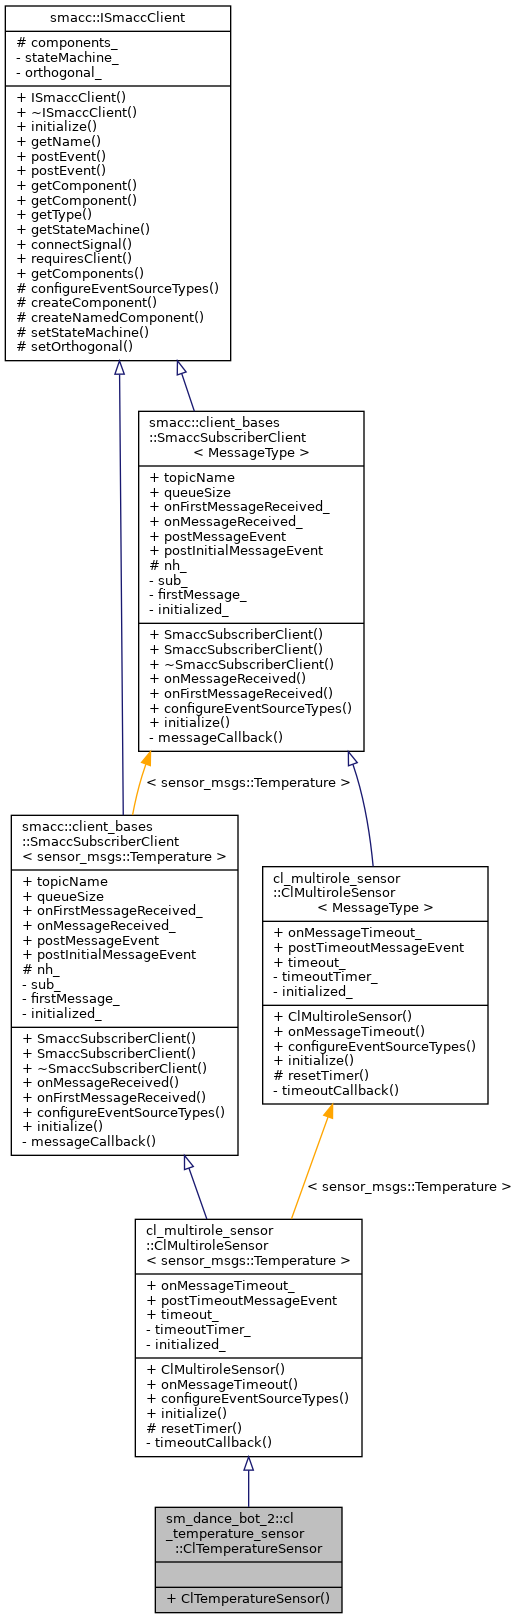 smacc::ISmaccClient
# components_
- stateMachine_
- orthogonal_
+ ISmaccClient()
+ ~ISmaccClient()
+ initialize()
+ getName()
+ postEvent()
+ postEvent()
+ getComponent()
+ getComponent()
+ getType()
+ getStateMachine()
+ connectSignal()
+ requiresClient()
+ getComponents()
# configureEventSourceTypes()
# createComponent()
# createNamedComponent()
# setStateMachine()
# setOrthogonal()
smacc::client_bases
::SmaccSubscriberClient
< MessageType >
+ topicName
+ queueSize
+ onFirstMessageReceived_
+ onMessageReceived_
+ postMessageEvent
+ postInitialMessageEvent
# nh_
- sub_
- firstMessage_
- initialized_
+ SmaccSubscriberClient()
+ SmaccSubscriberClient()
+ ~SmaccSubscriberClient()
+ onMessageReceived()
+ onFirstMessageReceived()
+ configureEventSourceTypes()
+ initialize()
- messageCallback()
< sensor_msgs::Temperature >
smacc::client_bases
::SmaccSubscriberClient
< sensor_msgs::Temperature >
+ topicName
+ queueSize
+ onFirstMessageReceived_
+ onMessageReceived_
+ postMessageEvent
+ postInitialMessageEvent
# nh_
- sub_
- firstMessage_
- initialized_
+ SmaccSubscriberClient()
+ SmaccSubscriberClient()
+ ~SmaccSubscriberClient()
+ onMessageReceived()
+ onFirstMessageReceived()
+ configureEventSourceTypes()
+ initialize()
- messageCallback()
cl_multirole_sensor
::ClMultiroleSensor
< MessageType >
+ onMessageTimeout_
+ postTimeoutMessageEvent
+ timeout_
- timeoutTimer_
- initialized_
+ ClMultiroleSensor()
+ onMessageTimeout()
+ configureEventSourceTypes()
+ initialize()
# resetTimer()
- timeoutCallback()
< sensor_msgs::Temperature >
cl_multirole_sensor
::ClMultiroleSensor
< sensor_msgs::Temperature >
+ onMessageTimeout_
+ postTimeoutMessageEvent
+ timeout_
- timeoutTimer_
- initialized_
+ ClMultiroleSensor()
+ onMessageTimeout()
+ configureEventSourceTypes()
+ initialize()
# resetTimer()
- timeoutCallback()
sm_dance_bot_2::cl
_temperature_sensor
::ClTemperatureSensor
+ ClTemperatureSensor()